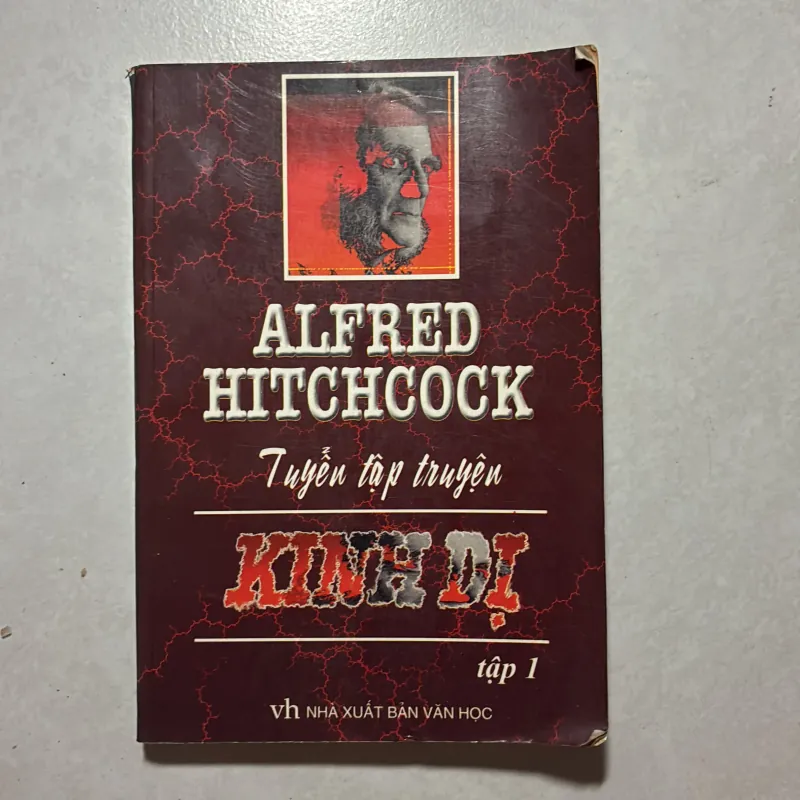 ALFRED
HITCHCOCK
Tuyển tập truyện
KINH DỊ
tập 1
vh NHÀ XUẤT BẢN VĂN HỌC